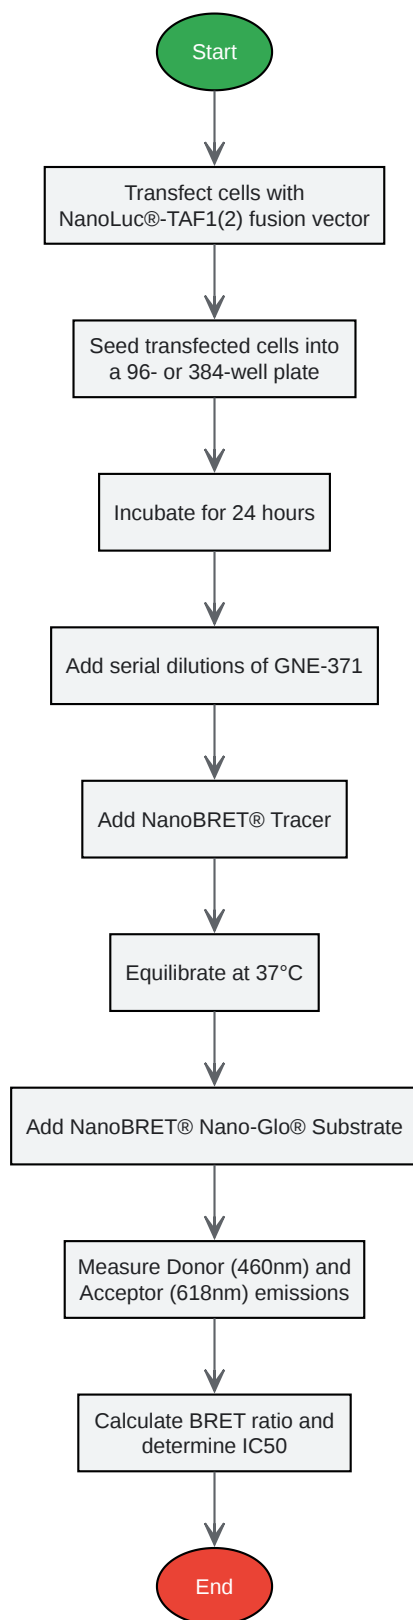 Start
Transfect cells with
NanoLuc®-TAF1(2) fusion vector
Seed transfected cells into
a 96- or 384-well plate
Incubate for 24 hours
Add serial dilutions of GNE-371
Add NanoBRET® Tracer
Equilibrate at 37°C
Add NanoBRET® Nano-Glo® Substrate
Measure Donor (460nm) and
Acceptor (618nm) emissions
Calculate BRET ratio and
determine IC50
End